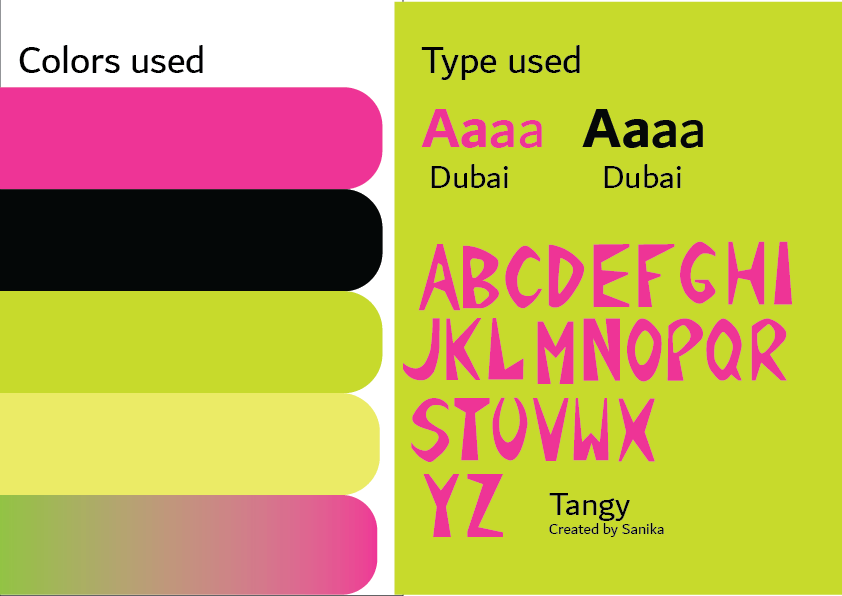 Colors used
Type used
Aaaa Aaaa
Dubai Dubai
ABCDEFGHI
JKLMNOPQR
STUVWX
YZ
Tangy
Created by Sanika